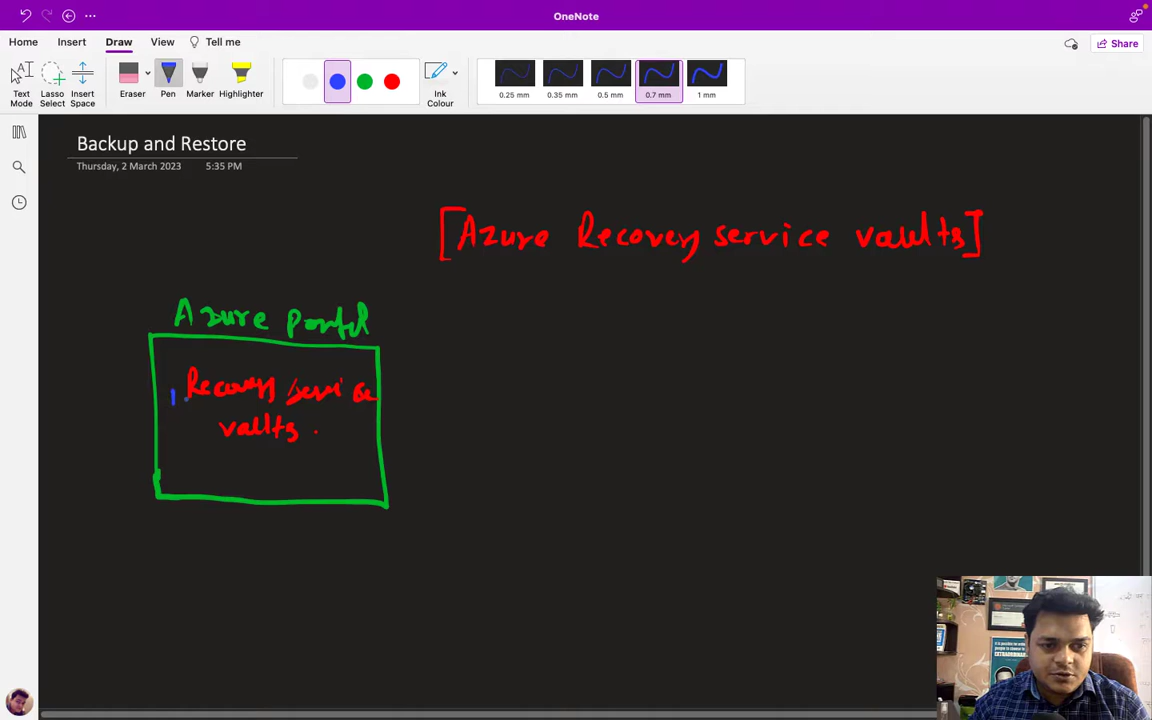 OneNote
Home Insert Draw View Tell me
Share
Text Mode
Lasso Select
Insert Space
Eraser
Pen
Marker
Highlighter
Ink Colour
0.25 mm
0.35 mm
0.5 mm
0.7 mm
1 mm
Backup and Restore
Thursday, 2 March 2023 5:35 PM
[Azure Recovery service vaults]
Azure portal
1. Recovery service
vaults .
EXTRAORDINARY